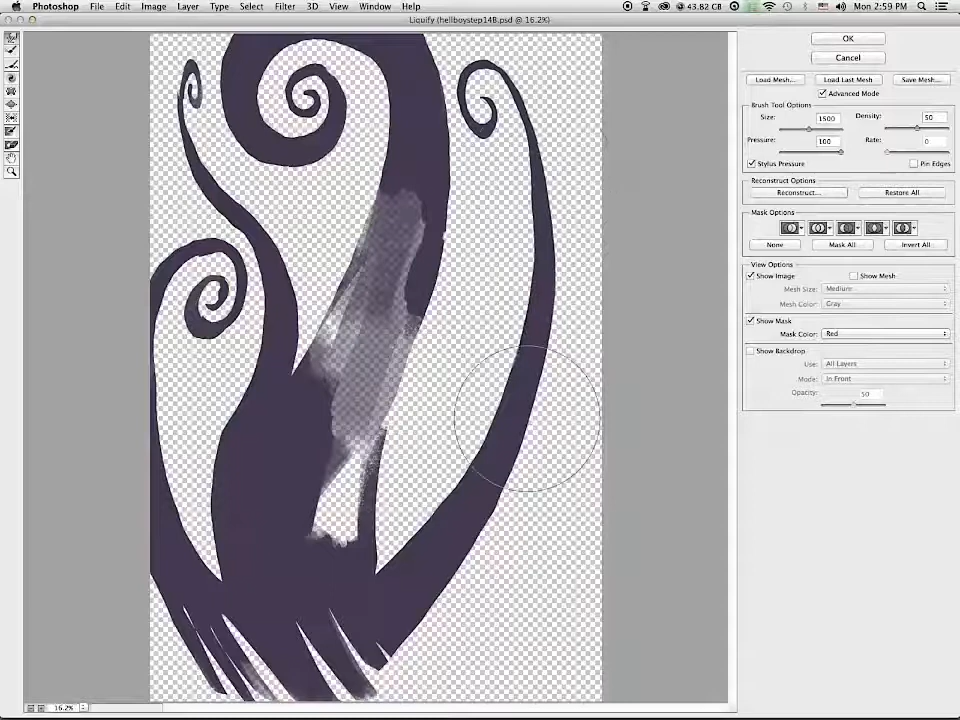 Photoshop File Edit Image Layer Type Select Filter 3D View Window Help 43.82 GB Mon 2:59 PM
Liquify (hellboystep14B.psd @ 16.2%)
OK
Cancel
Load Mesh... Load Last Mesh Save Mesh...
Advanced Mode
Brush Tool Options
Size: 1500 Density: 50
Pressure: 100 Rate: 0
Stylus Pressure Pin Edges
Reconstruct Options
Reconstruct... Restore All
Mask Options
None Mask All Invert All
View Options
Show Image Show Mesh
Mesh Size: Medium
Mesh Color: Gray
Show Mask
Mask Color: Red
Show Backdrop
Use: All Layers
Mode: In Front
Opacity: 50
16.2%